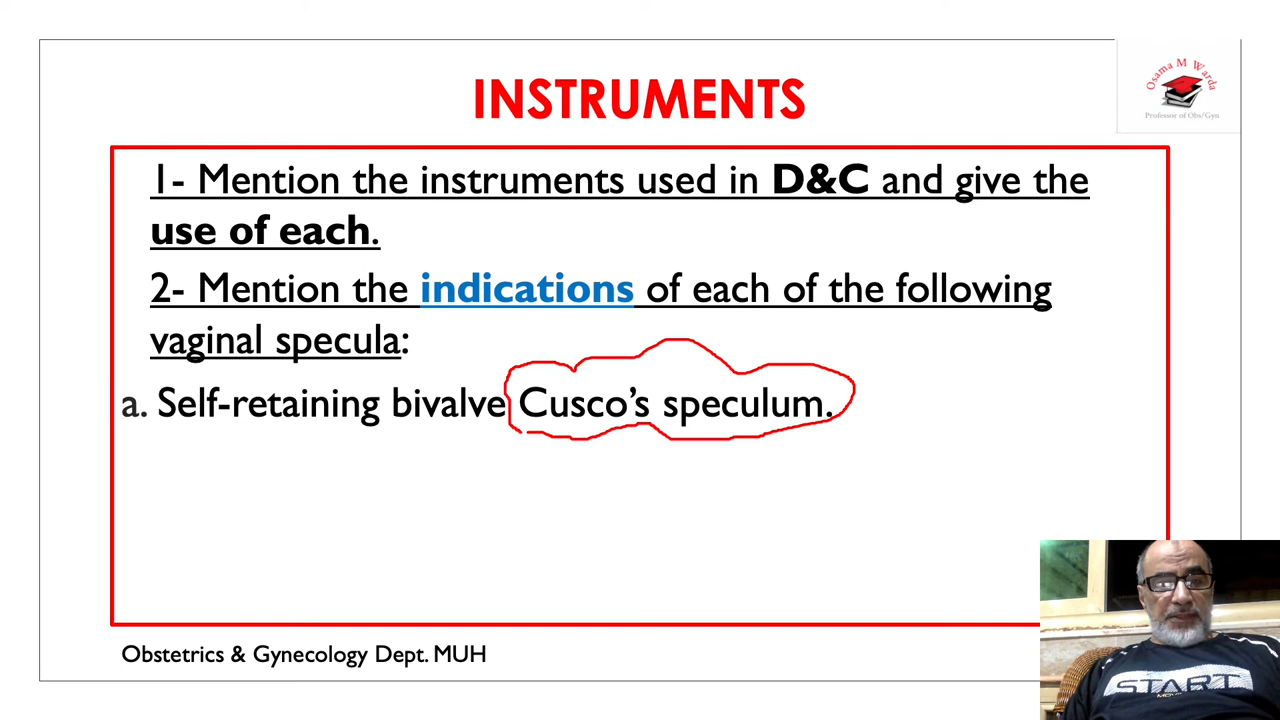 INSTRUMENTS
Osama M Warda
Professor of Obs/Gyn
1- Mention the instruments used in D&C and give the
use of each.
2- Mention the indications of each of the following
vaginal specula:
a. Self-retaining bivalve Cusco’s speculum.
Obstetrics & Gynecology Dept. MUH
START